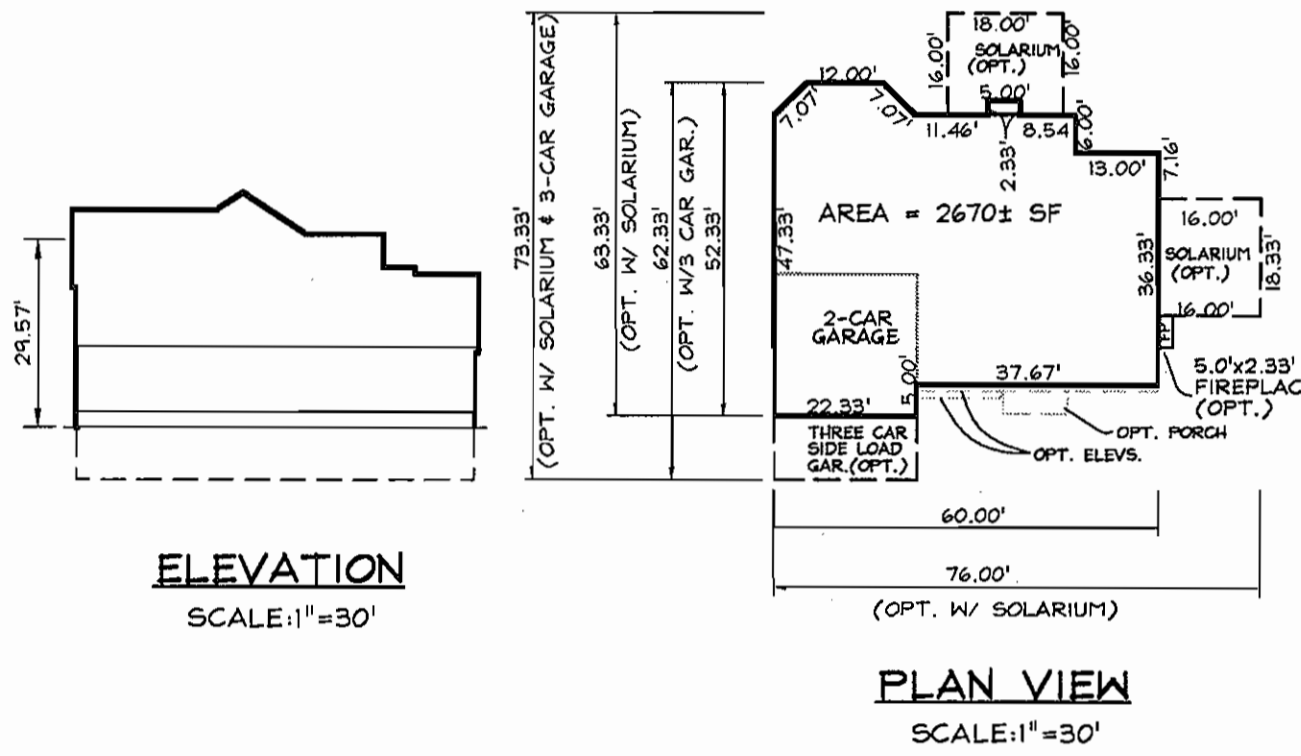 29.57'
ELEVATION
SCALE:1"=30'
73.33'
(OPT. W/ SOLARIUM & 3-CAR GARAGE)
63.33'
(OPT. W/ SOLARIUM)
62.33'
(OPT. W/3 CAR GAR.)
52.33'
18.00'
16.00'
16.00'
SOLARIUM
(OPT.)
5.00'
12.00'
7.07'
7.07'
11.46'
8.54
6.00'
2.33'
13.00'
7.16'
AREA = 2670± SF
47.33'
36.33'
16.00'
SOLARIUM
(OPT.)
18.33'
16.00'
2-CAR
GARAGE
FP
5.0'x2.33'
FIREPLAC
(OPT.)
37.67'
5.00'
22.33'
THREE CAR
SIDE LOAD
GAR.(OPT.)
OPT. PORCH
OPT. ELEVS.
60.00'
76.00'
(OPT. W/ SOLARIUM)
PLAN VIEW
SCALE:1"=30'